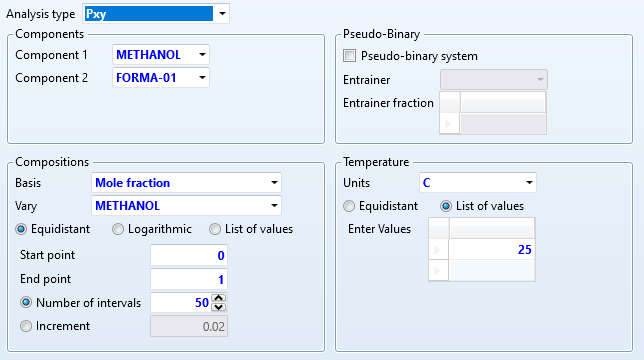 Analysis type Pxy
Components
Component 1 METHANOL
Component 2 FORMA-01
Pseudo-Binary
Pseudo-binary system
Entrainer
Entrainer fraction
Compositions
Basis Mole fraction
Vary METHANOL
Equidistant Logarithmic List of values
Start point 0
End point 1
Number of intervals 50
Increment 0.02
Temperature
Units C
Equidistant List of values
Enter Values
25